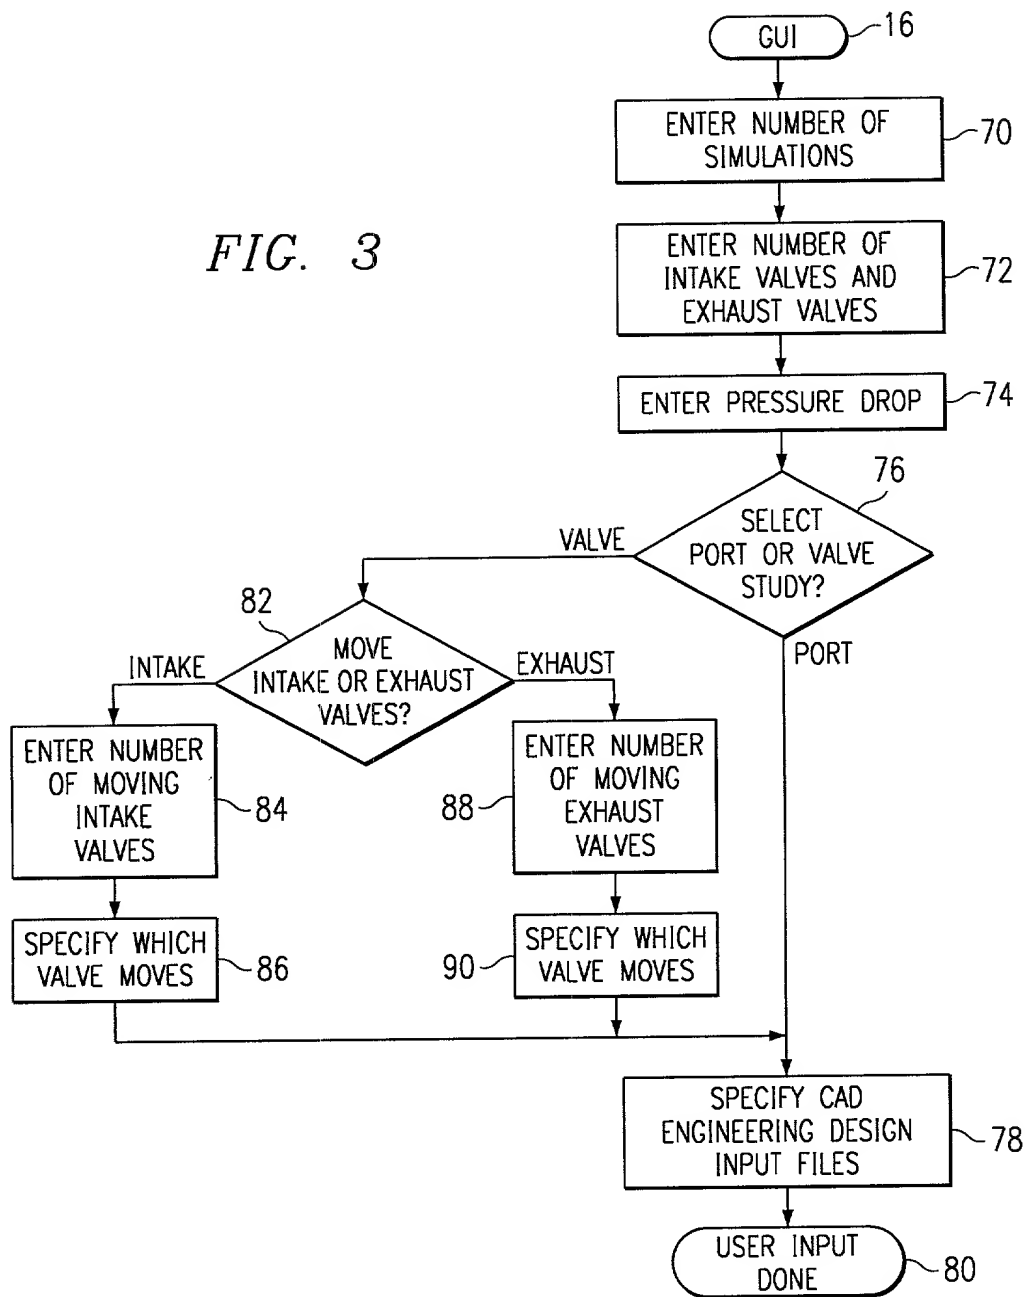 GUI
16
ENTER NUMBER OF
SIMULATIONS
70
FIG. 3
ENTER NUMBER OF
INTAKE VALVES AND
EXHAUST VALVES
72
ENTER PRESSURE DROP
74
76
SELECT
PORT OR VALVE
STUDY?
VALVE
PORT
82
MOVE
INTAKE OR EXHAUST
VALVES?
INTAKE
EXHAUST
ENTER NUMBER
OF MOVING
INTAKE
VALVES
84
88
ENTER NUMBER
OF MOVING
EXHAUST
VALVES
SPECIFY WHICH
VALVE MOVES
86
90
SPECIFY WHICH
VALVE MOVES
SPECIFY CAD
ENGINEERING DESIGN
INPUT FILES
78
USER INPUT
DONE
80